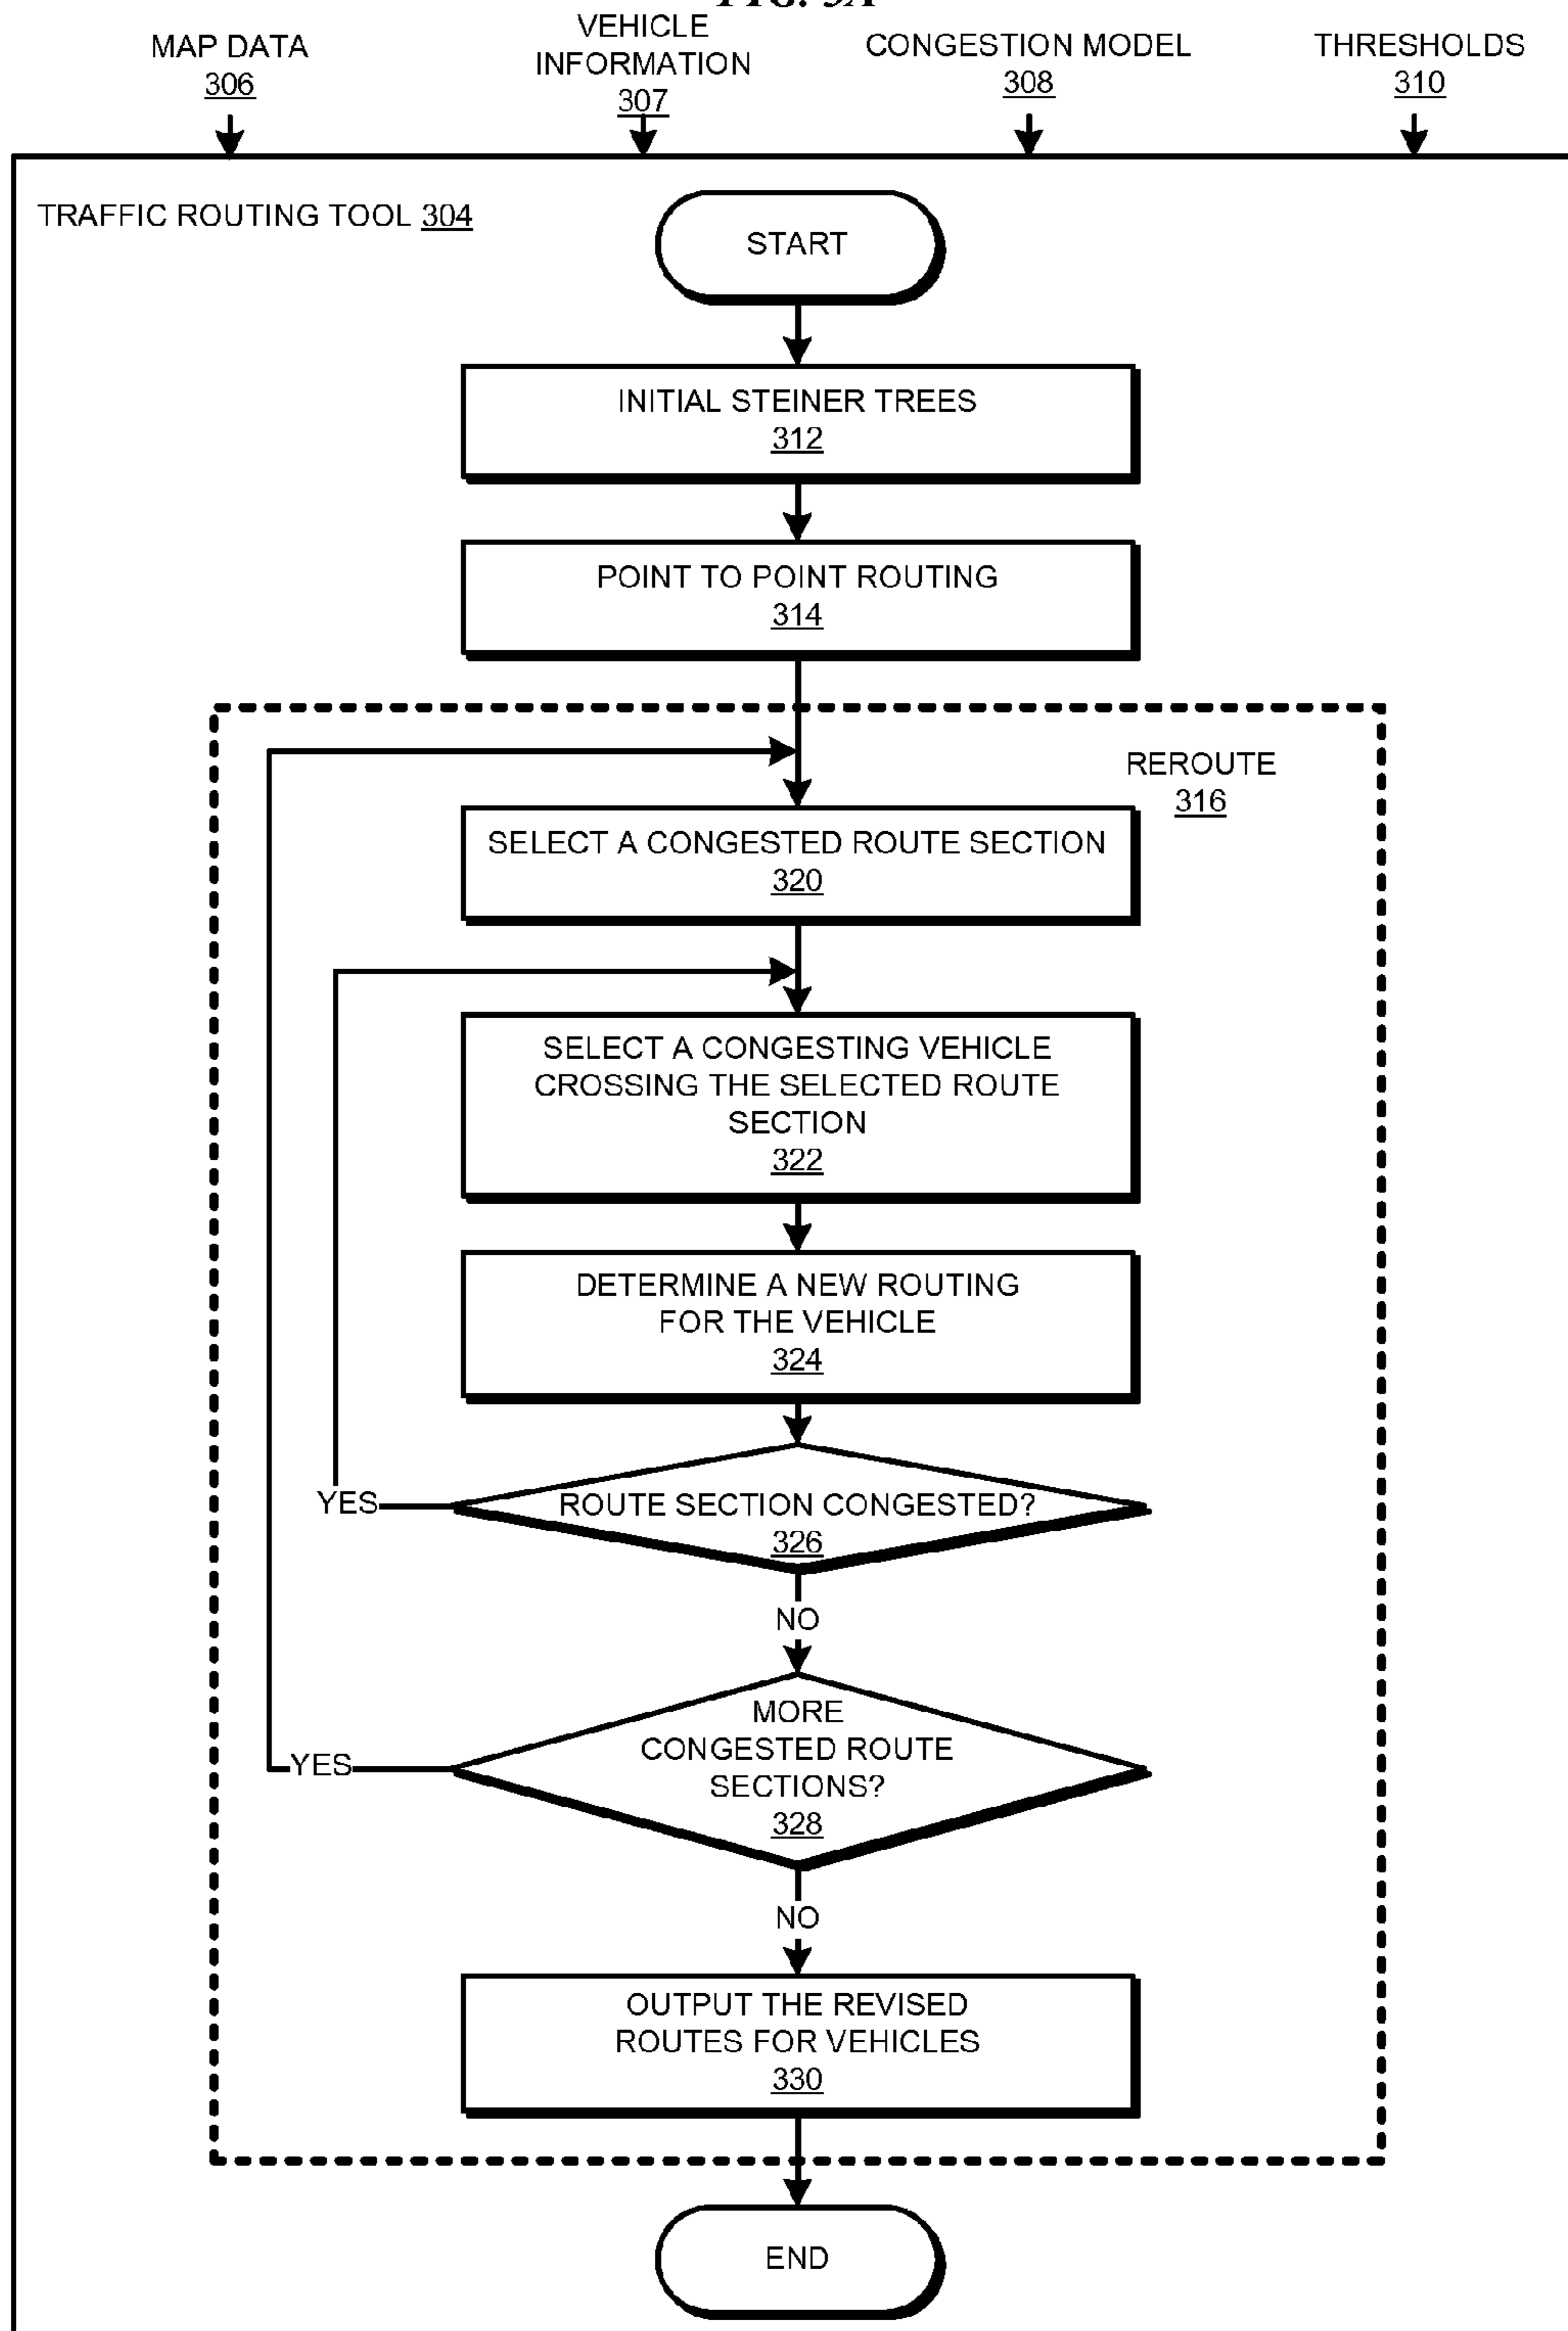 MAP DATA
306
VEHICLE
INFORMATION
307
CONGESTION MODEL
308
THRESHOLDS
310
TRAFFIC ROUTING TOOL 304
START
INITIAL STEINER TREES
312
POINT TO POINT ROUTING
314
REROUTE
316
SELECT A CONGESTED ROUTE SECTION
320
SELECT A CONGESTING VEHICLE
CROSSING THE SELECTED ROUTE
SECTION
322
DETERMINE A NEW ROUTING
FOR THE VEHICLE
324
YES
ROUTE SECTION CONGESTED?
326
NO
YES
MORE
CONGESTED ROUTE
SECTIONS?
328
NO
OUTPUT THE REVISED
ROUTES FOR VEHICLES
330
END